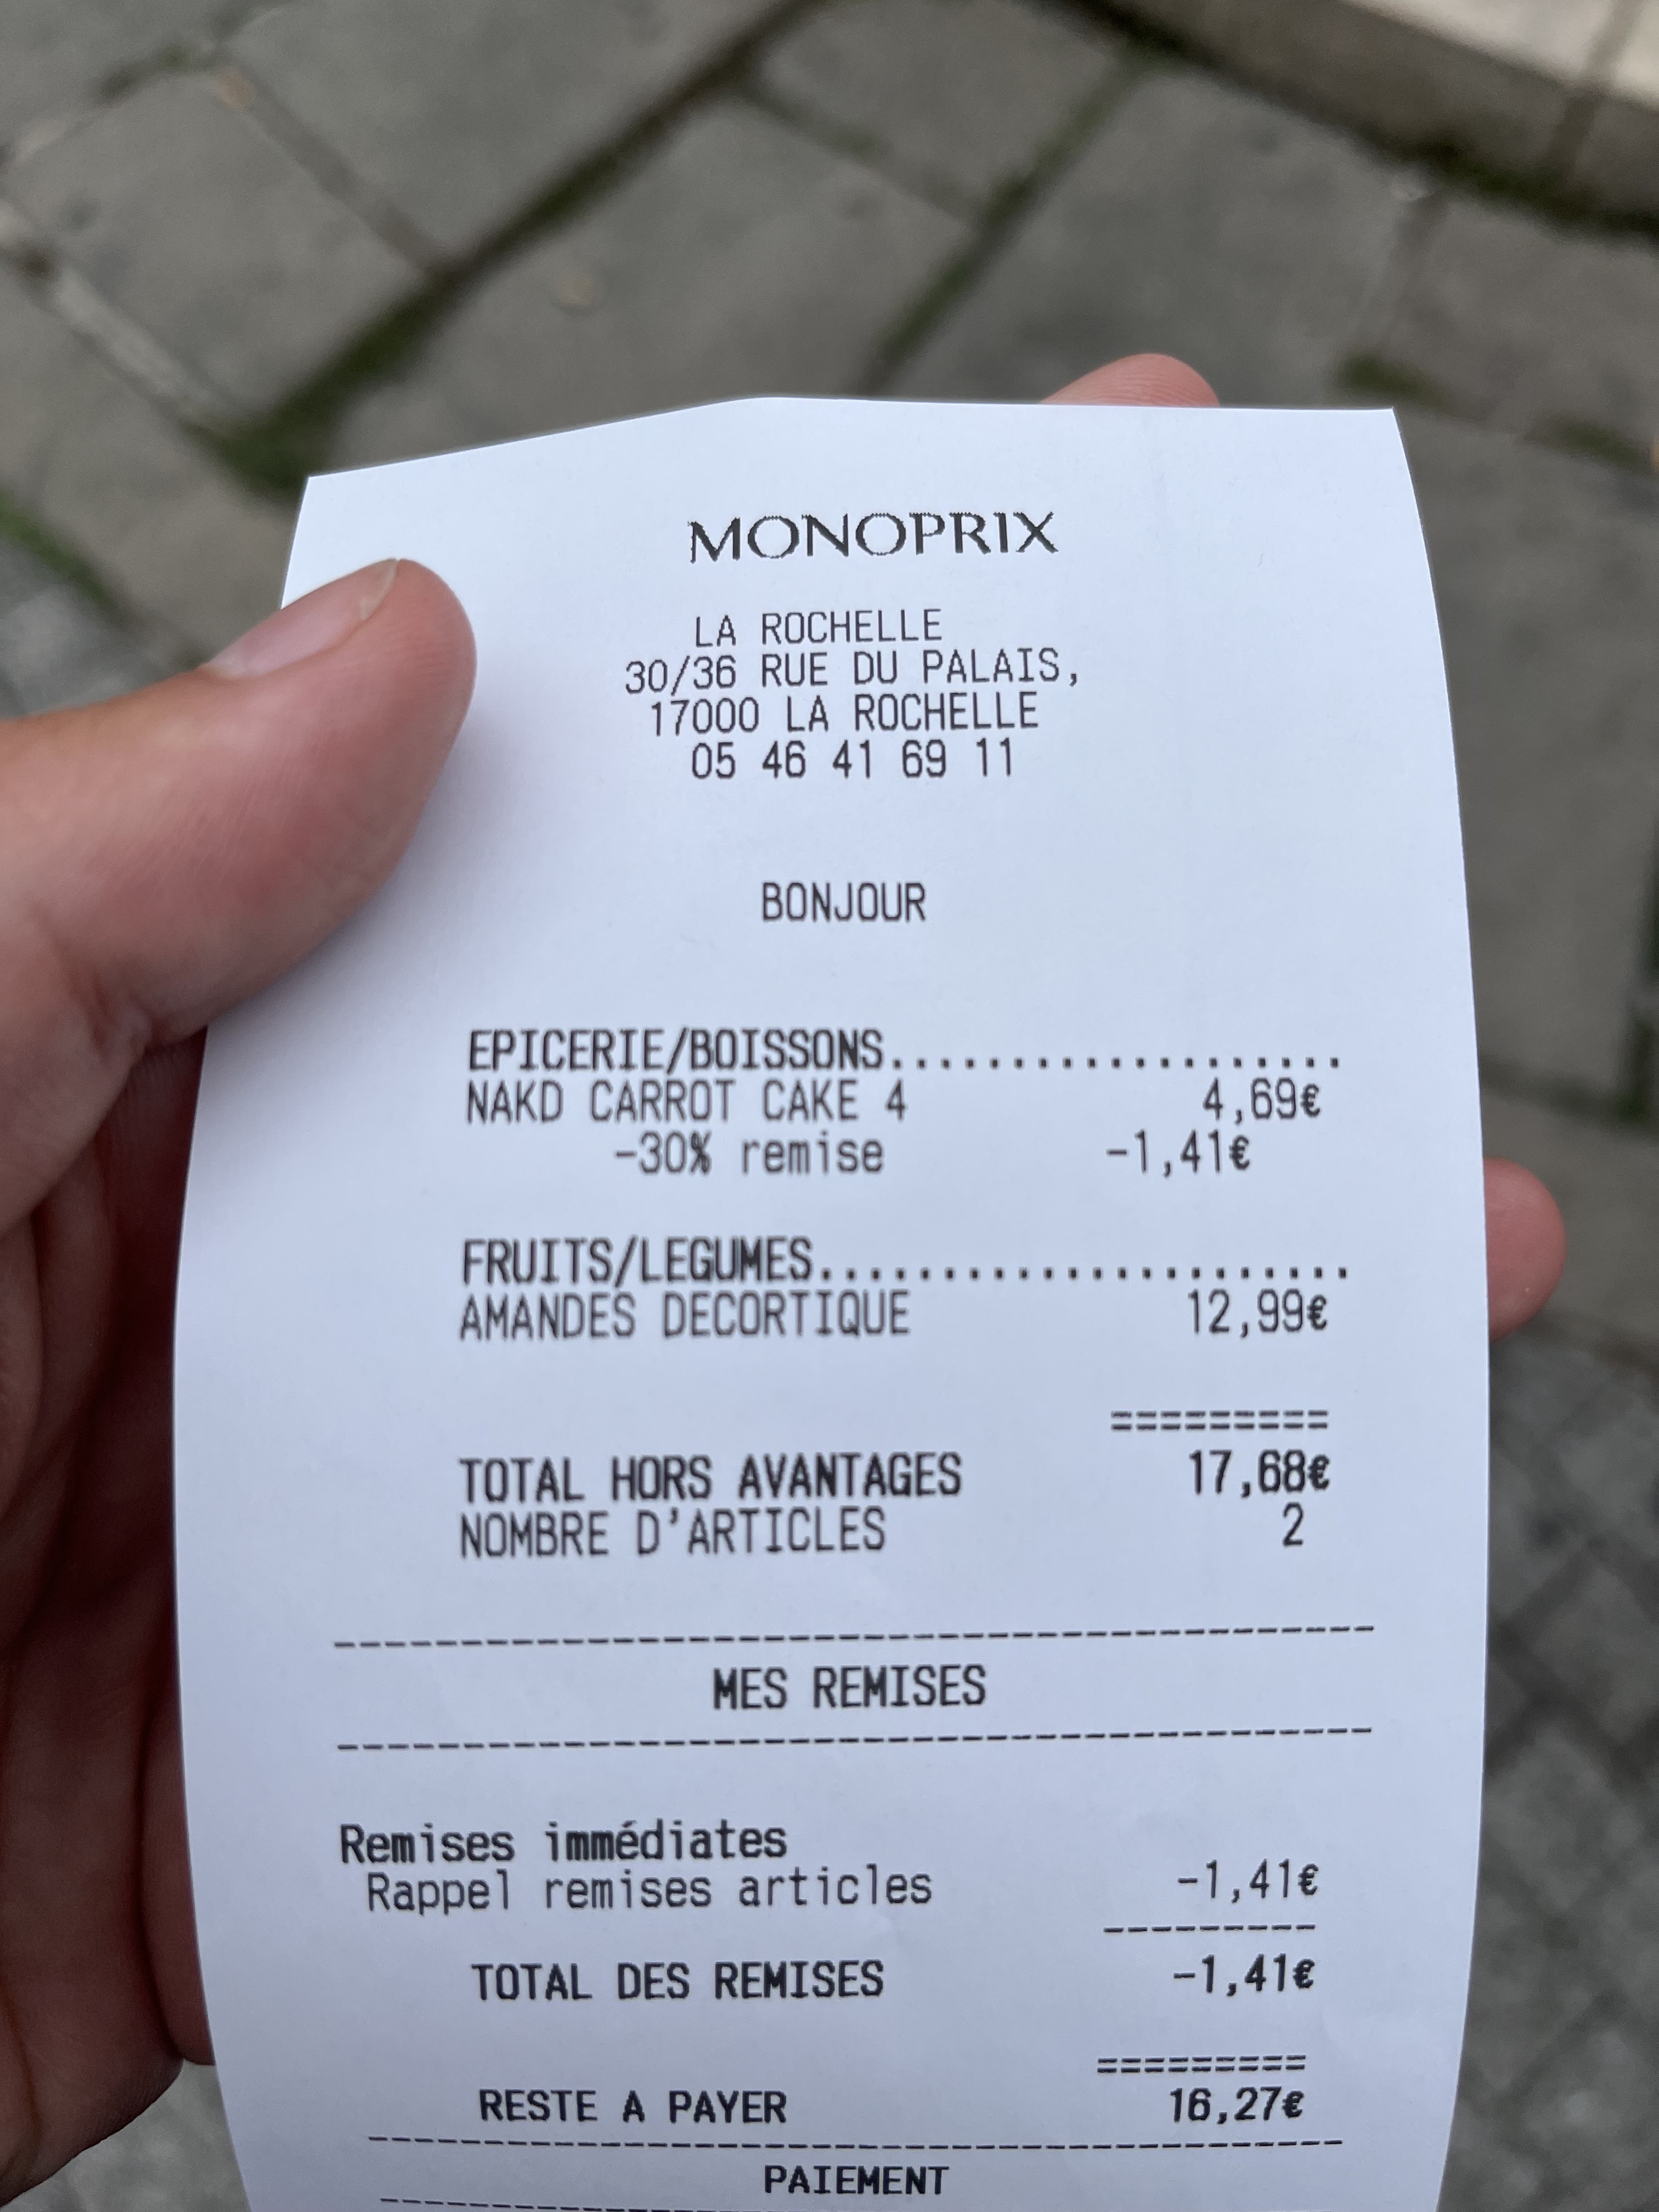 MONOPRIX
LA ROCHELLE
30/36 RUE DU PALAIS,
17000 LA ROCHELLE
05 46 41 69 11
BONJOUR
EPICERIE/BOISSONS...................
NAKD CARROT CAKE 4 4,69€
-30% remise -1,41€
FRUITS/LEGUMES......................
AMANDES DECORTIQUE 12,99€
=========
TOTAL HORS AVANTAGES 17,68€
NOMBRE D'ARTICLES 2
------------------------------------------
MES REMISES
------------------------------------------
Remises immédiates
Rappel remises articles -1,41€
---------
TOTAL DES REMISES -1,41€
=========
RESTE A PAYER 16,27€
------------------------------------------
PAIEMENT
------------------------------------------